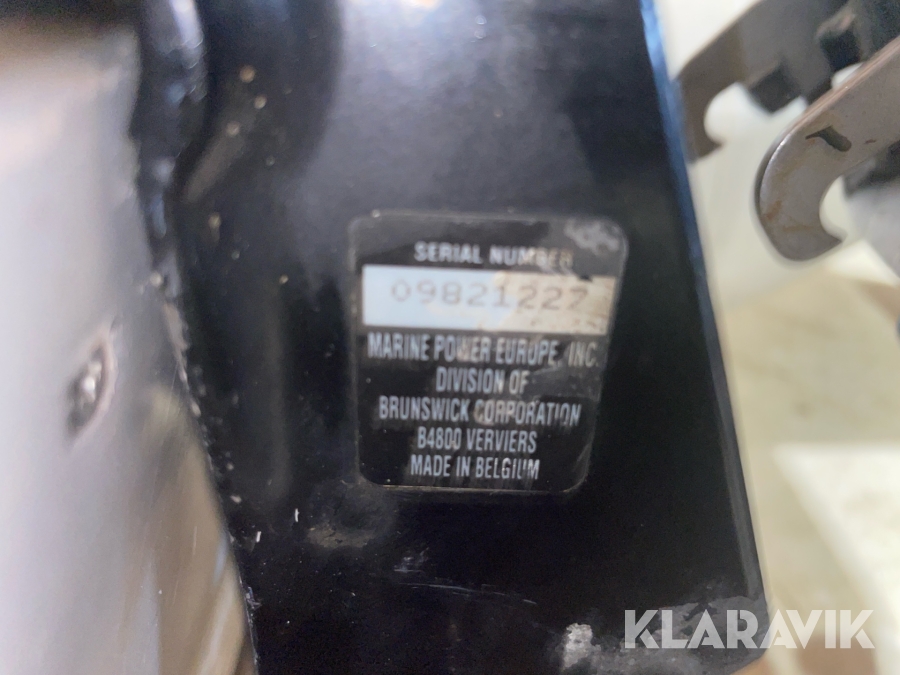 SERIAL NUMBER
09821227
MARINE POWER EUROPE, INC
DIVISION OF
BRUNSWICK CORPORATION
B4800 VERVIERS
MADE IN BELGIUM
KLARAVIK